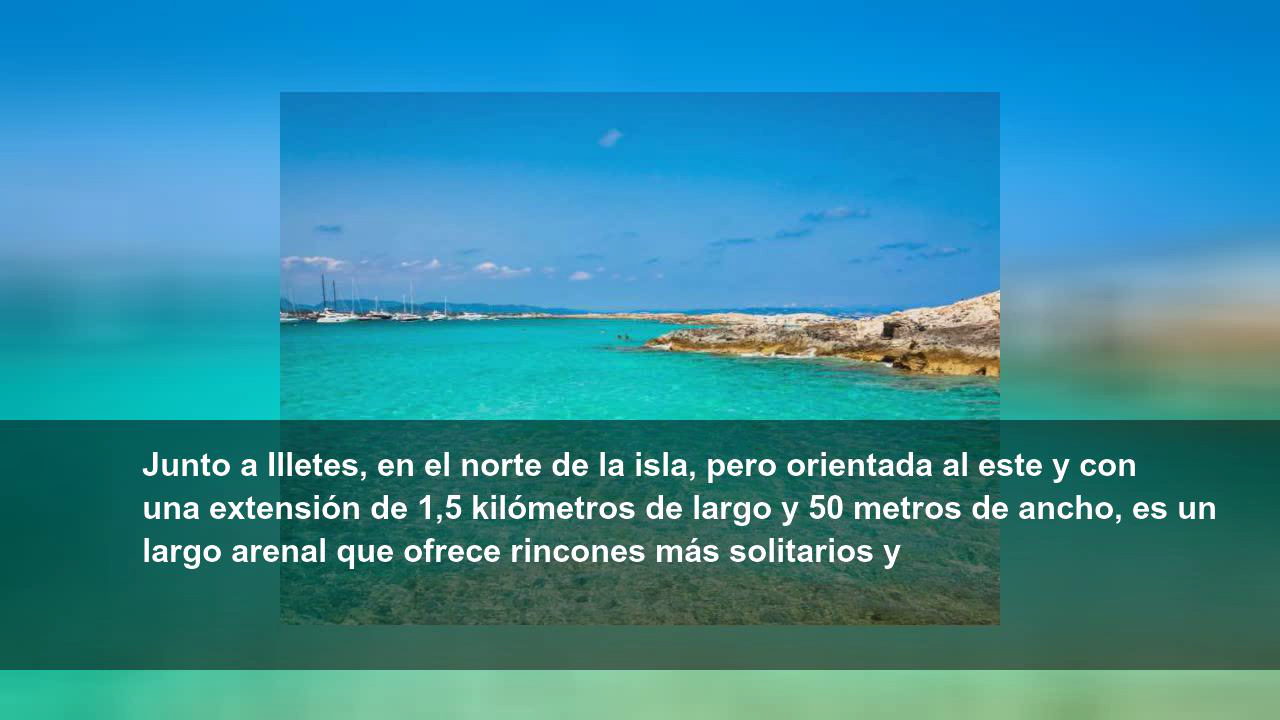 Junto a Illetes, en el norte de la isla, pero orientada al este y con
una extensión de 1,5 kilómetros de largo y 50 metros de ancho, es un
largo arenal que ofrece rincones más solitarios y